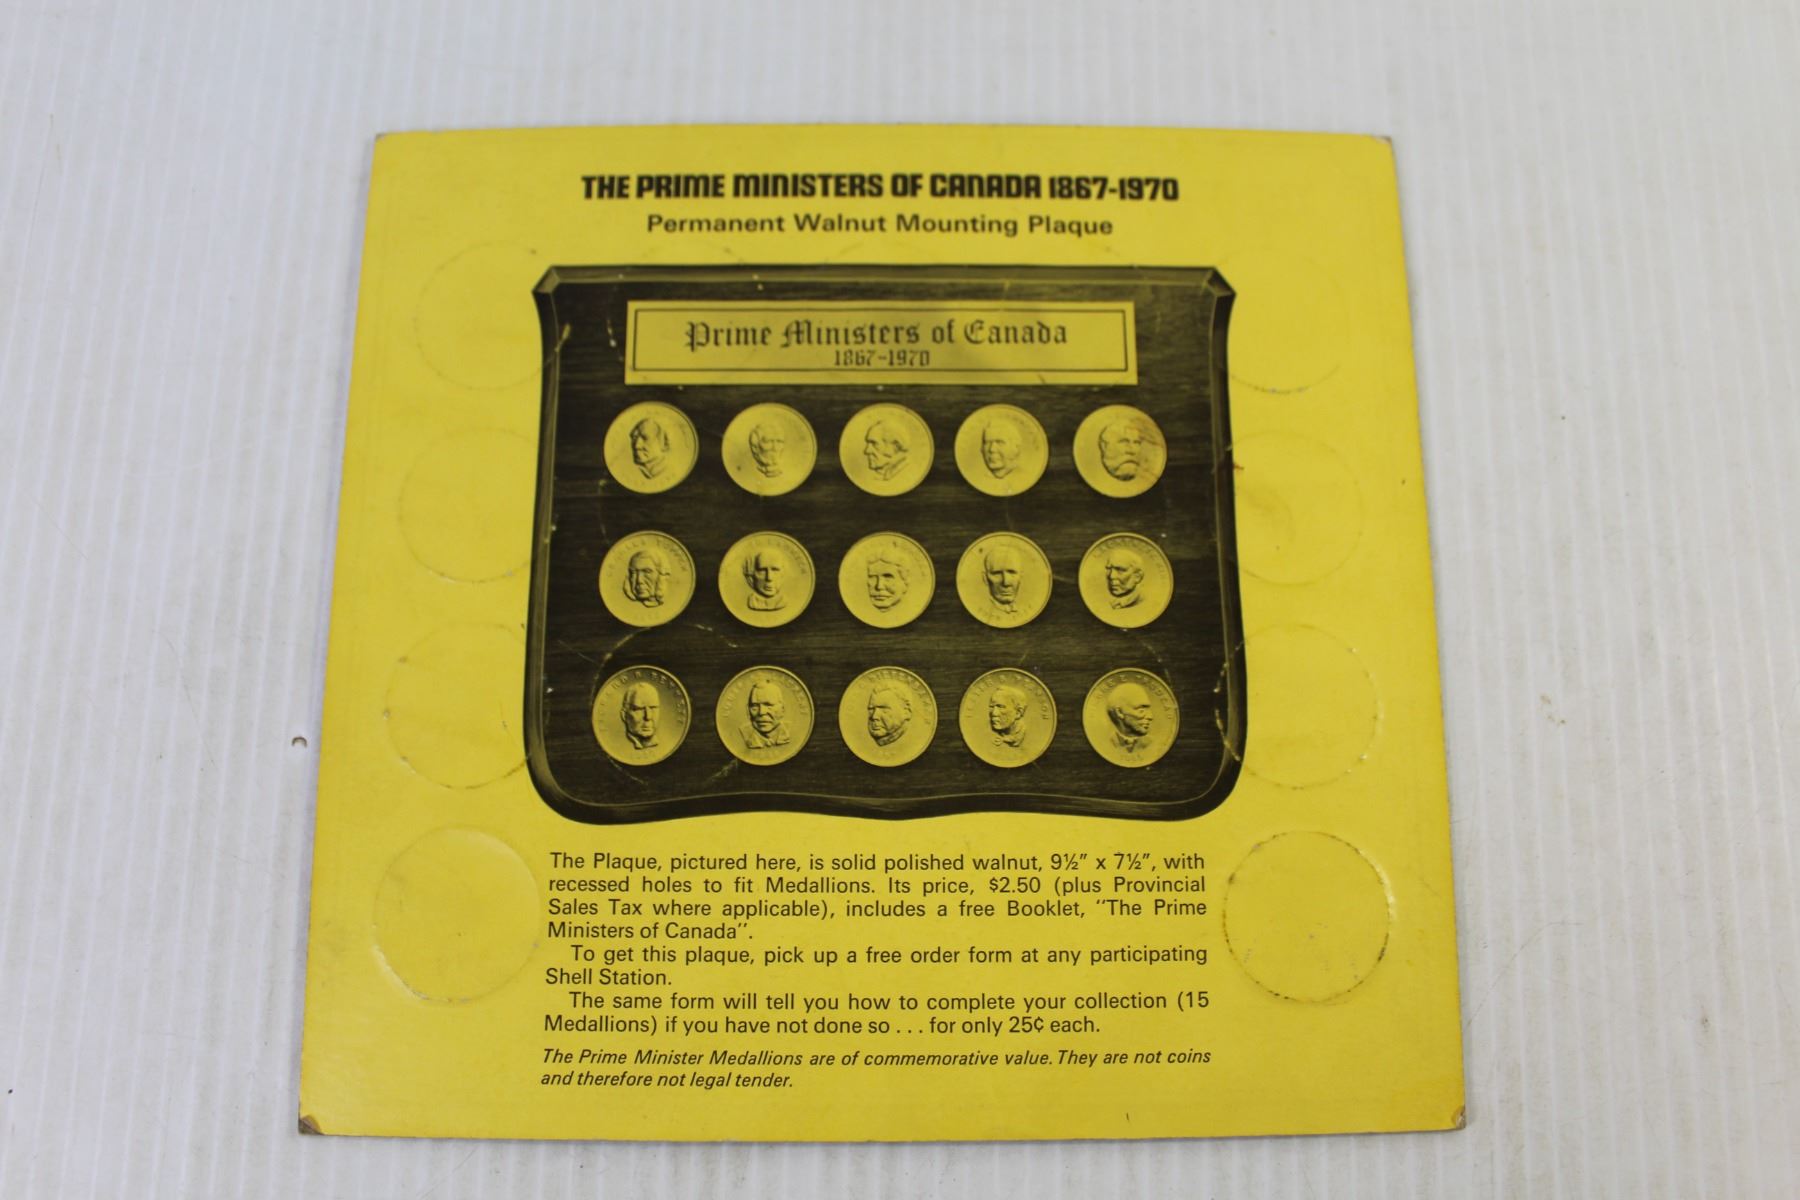 THE PRIME MINISTERS OF CANADA 1867-1970
Permanent Walnut Mounting Plaque
Prime Ministers of Canada
1867-1970
The Plaque, pictured here, is solid polished walnut, 9½" x 7½", with
recessed holes to fit Medallions. Its price, $2.50 (plus Provincial
Sales Tax where applicable), includes a free Booklet, "The Prime
Ministers of Canada".
To get this plaque, pick up a free order form at any participating
Shell Station.
The same form will tell you how to complete your collection (15
Medallions) if you have not done so . . . for only 25¢ each.
The Prime Minister Medallions are of commemorative value. They are not coins
and therefore not legal tender.